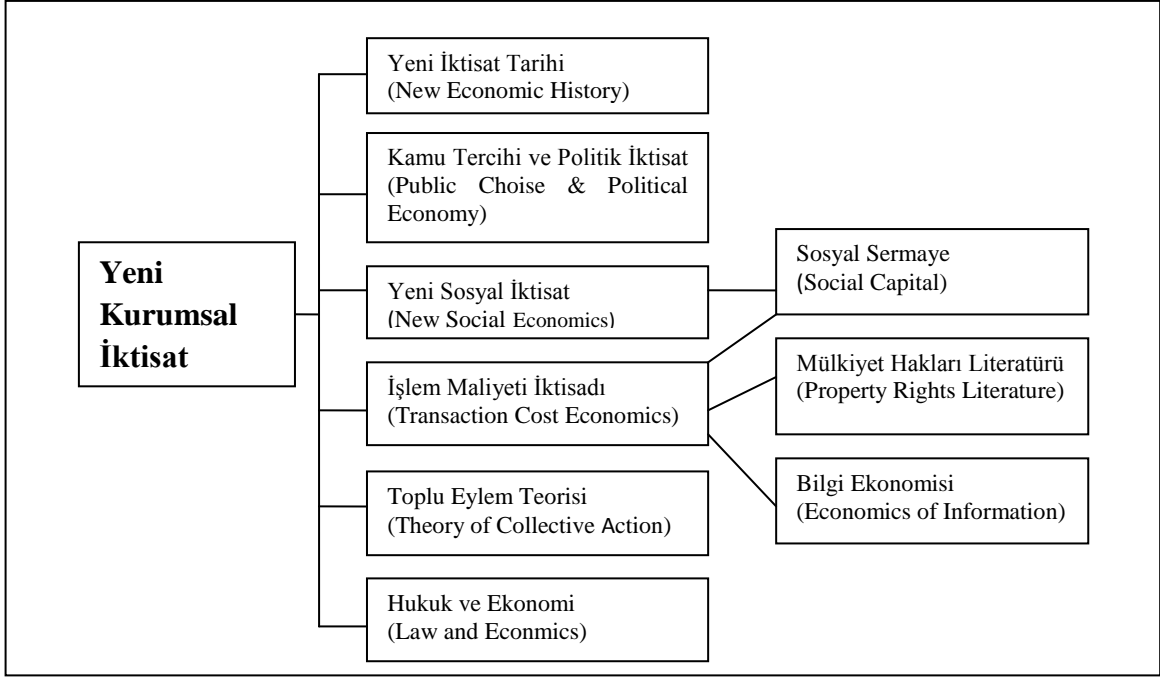 Yeni
Kurumsal
İktisat
Yeni İktisat Tarihi
(New Economic History)
Kamu Tercihi ve Politik İktisat
(Public Choise & Political
Economy)
Yeni Sosyal İktisat
(New Social Economics)
İşlem Maliyeti İktisadı
(Transaction Cost Economics)
Toplu Eylem Teorisi
(Theory of Collective Action)
Hukuk ve Ekonomi
(Law and Econmics)
Sosyal Sermaye
(Social Capital)
Mülkiyet Hakları Literatürü
(Property Rights Literature)
Bilgi Ekonomisi
(Economics of Information)